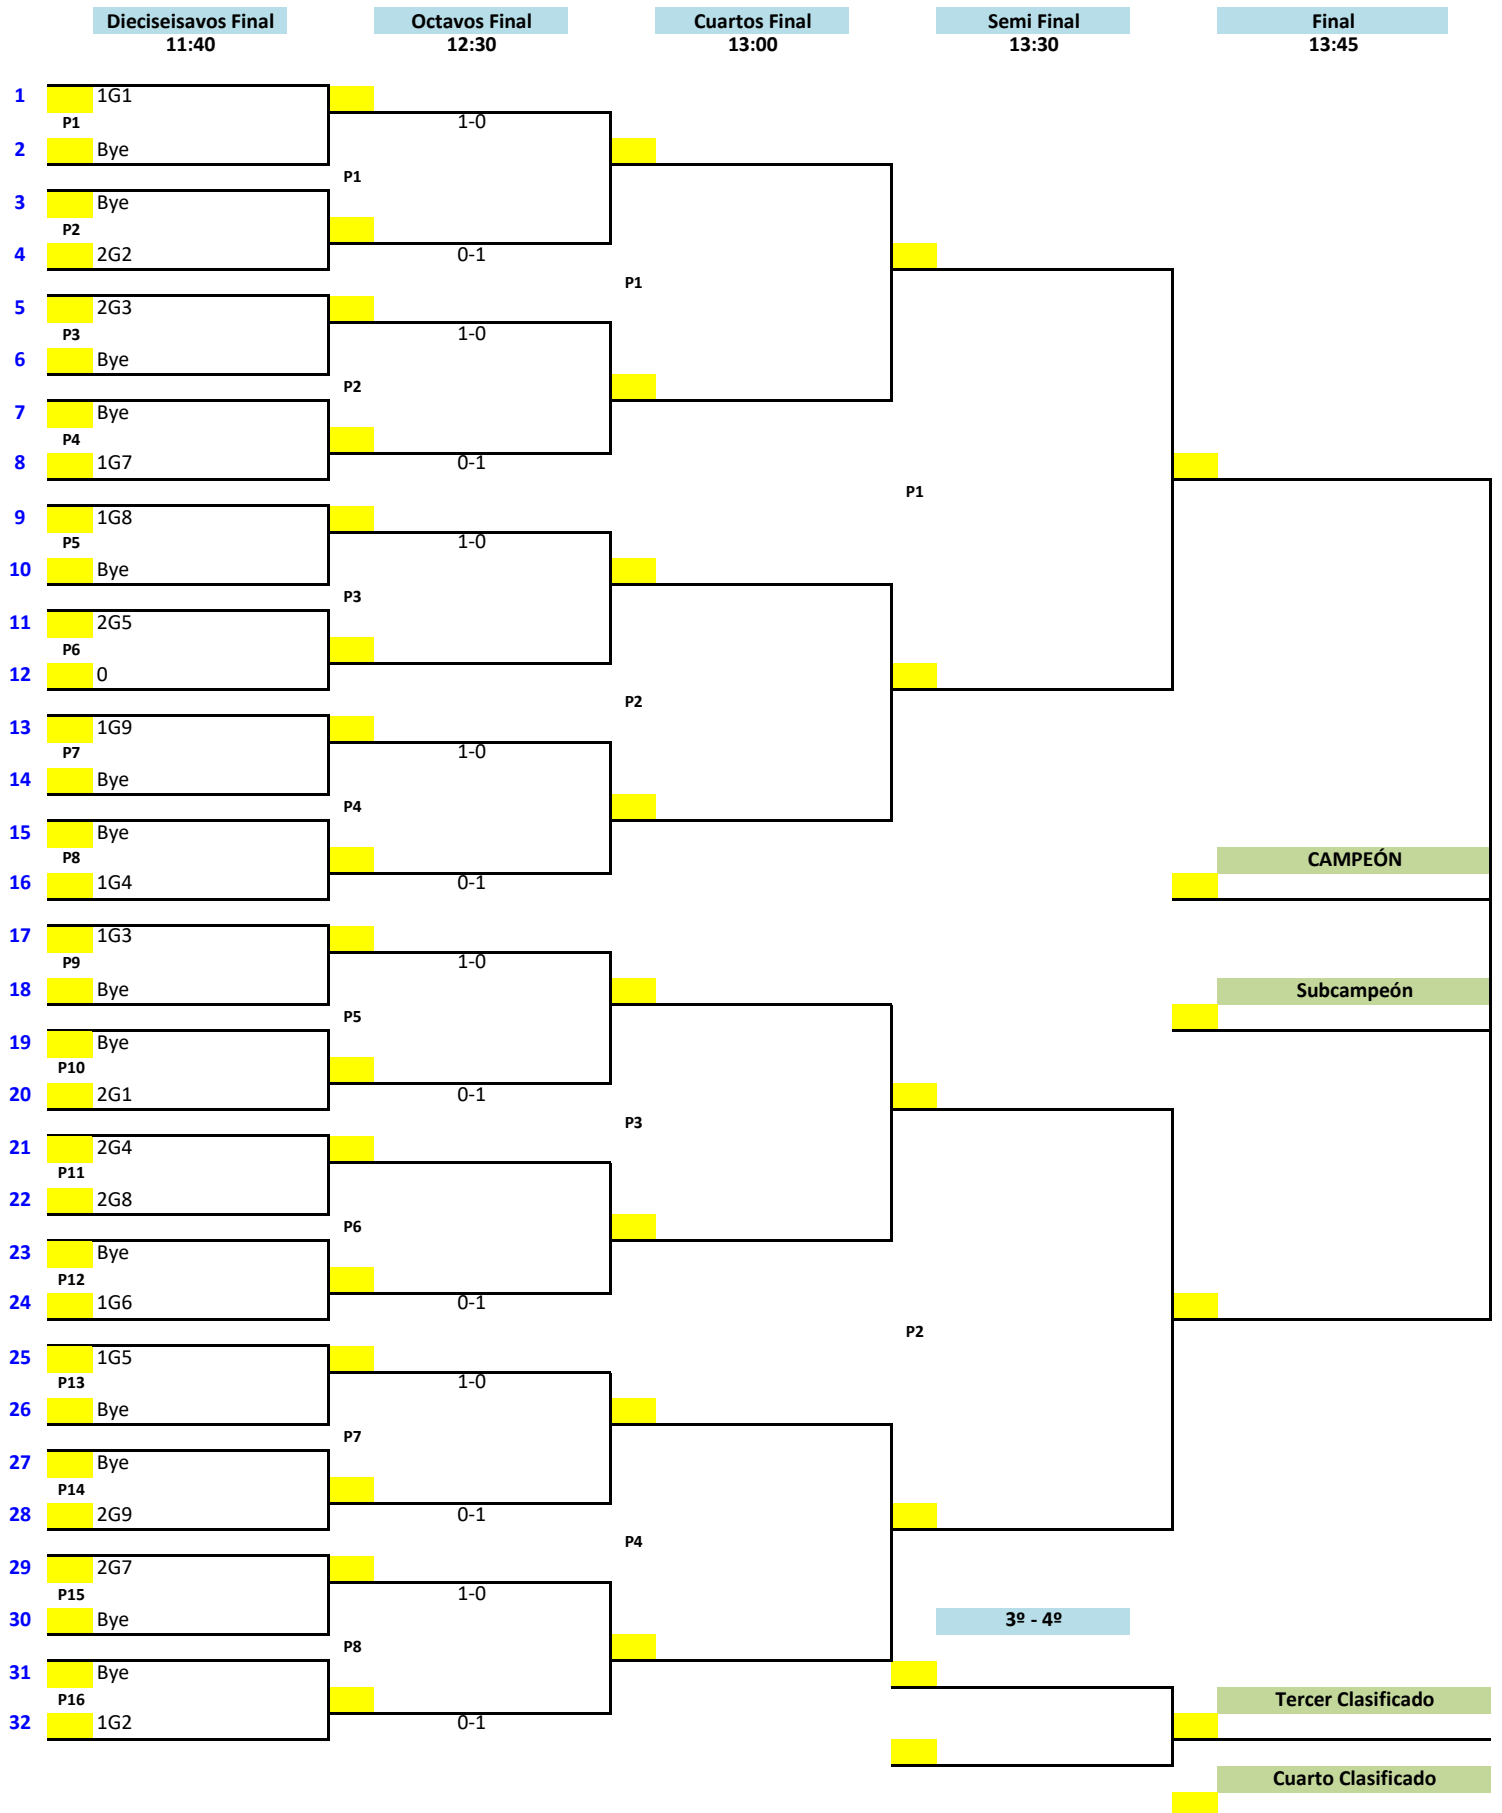 Dieciseisavos Final Octavos Final Cuartos Final Semi Final Final
11:40 12:30 13:00 13:30 13:45
1 1G1
P1 1-0
2 Bye
P1
3 Bye
P2
4 2G2 0-1
P1
5 2G3
P3 1-0
6 Bye
P2
7 Bye
P4
8 1G7 0-1
P1
9 1G8
P5 1-0
10 Bye
P3
11 2G5
P6
12 0
P2
13 1G9
P7 1-0
14 Bye
P4
15 Bye
P8 CAMPEÓN
16 1G4 0-1
17 1G3
P9 1-0
18 Bye Subcampeón
P5
19 Bye
P10
20 2G1 0-1
P3
21 2G4
P11
22 2G8
P6
23 Bye
P12
24 1G6 0-1
P2
25 1G5
P13 1-0
26 Bye
P7
27 Bye
P14
28 2G9 0-1
P4
29 2G7
P15 1-0
30 Bye 3º - 4º
P8
31 Bye
P16 Tercer Clasificado
32 1G2 0-1
Cuarto Clasificado